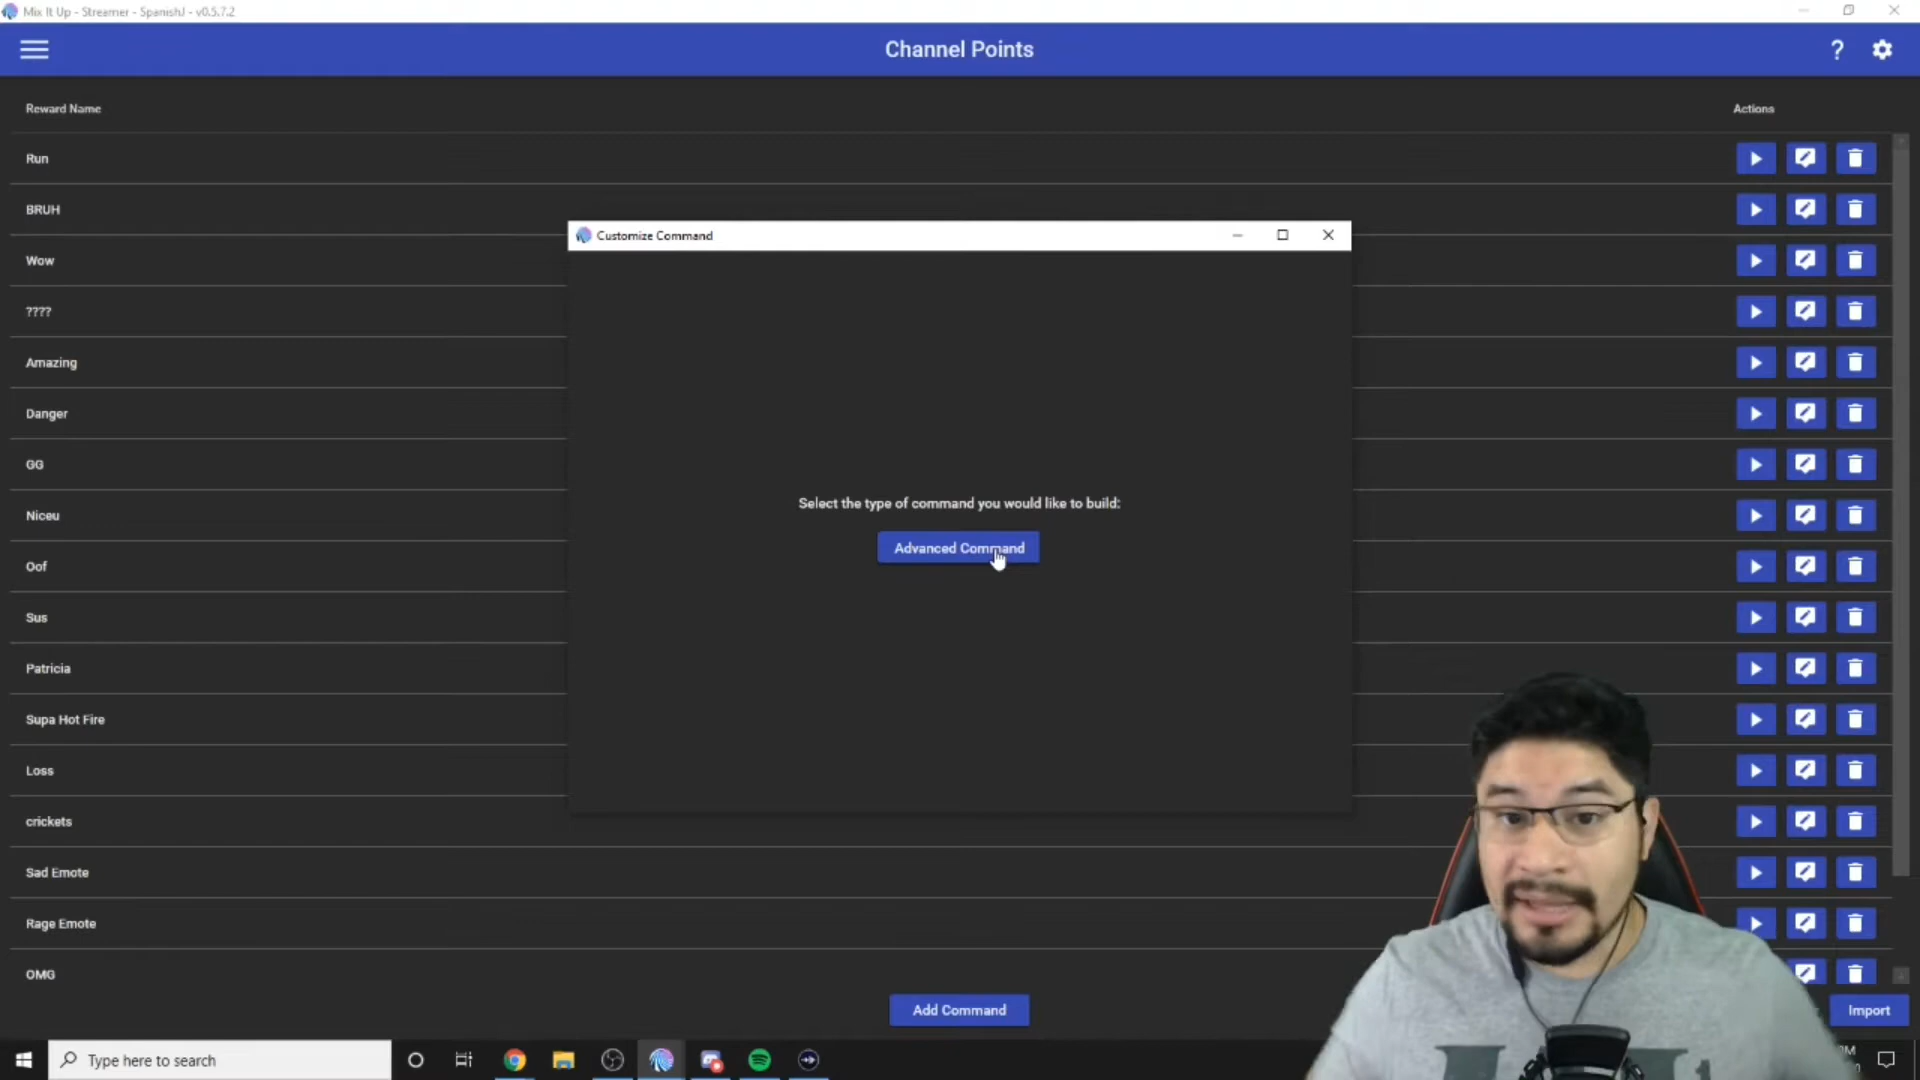 Mix It Up - Streamer - SpanishJ - v0.5.7.2
Channel Points
?
Reward Name
Actions
Run
BRUH
Customize Command
Wow
????
Amazing
Danger
GG
Select the type of command you would like to build:
Niceu
Advanced Command
Oof
Sus
Patricia
Supa Hot Fire
Loss
crickets
Sad Emote
Rage Emote
OMG
Add Command
Import
Type here to search